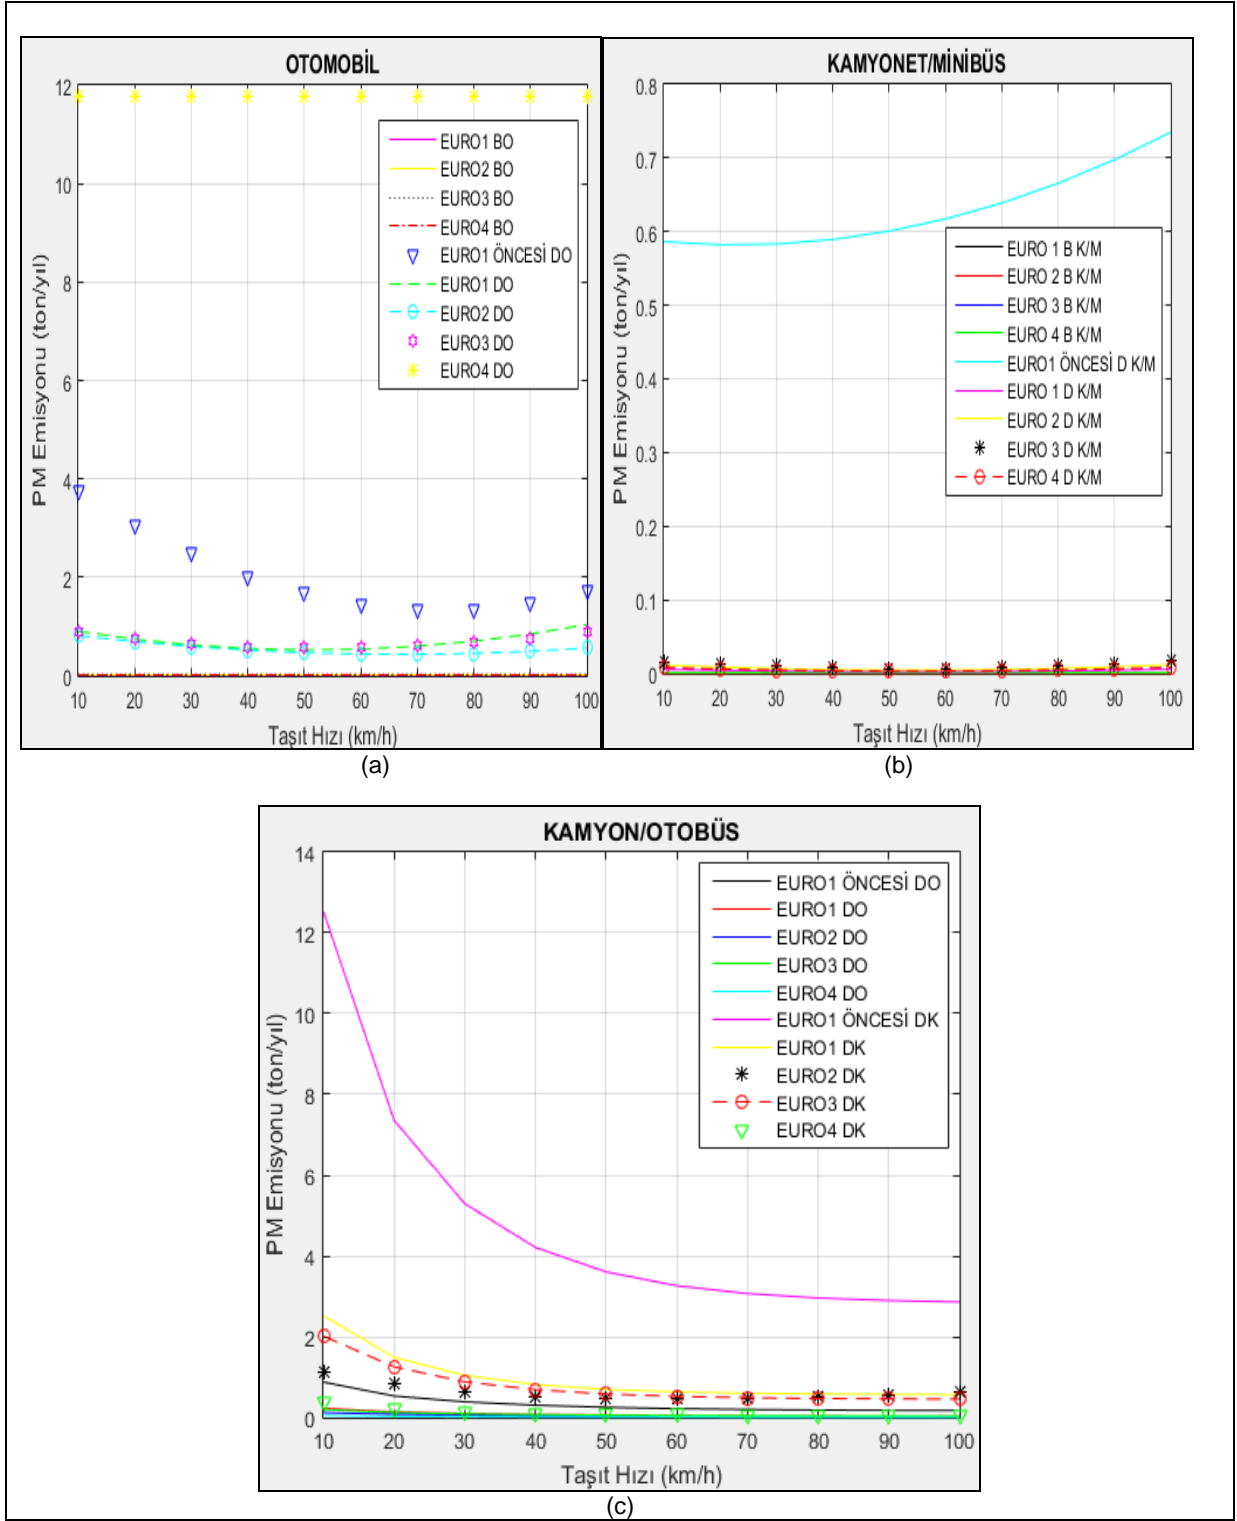 OTOMOBİL
12
10
8
6
4
2
0
PM Emisyonu (ton/yıl)
EURO1 BO
EURO2 BO
EURO3 BO
EURO4 BO
EURO1 ÖNCESİ DO
EURO1 DO
EURO2 DO
EURO3 DO
EURO4 DO
10 20 30 40 50 60 70 80 90 100
Taşıt Hızı (km/h)
(a)
KAMYONET/MİNİBÜS
0.8
0.7
0.6
0.5
0.4
0.3
0.2
0.1
0
PM Emisyonu (ton/yıl)
EURO 1 B K/M
EURO 2 B K/M
EURO 3 B K/M
EURO 4 B K/M
EURO1 ÖNCESİ D K/M
EURO 1 D K/M
EURO 2 D K/M
EURO 3 D K/M
EURO 4 D K/M
10 20 30 40 50 60 70 80 90 100
Taşıt Hızı (km/h)
(b)
KAMYON/OTOBÜS
14
12
10
8
6
4
2
0
PM Emisyonu (ton/yıl)
EURO1 ÖNCESİ DO
EURO1 DO
EURO2 DO
EURO3 DO
EURO4 DO
EURO1 ÖNCESİ DK
EURO1 DK
EURO2 DK
EURO3 DK
EURO4 DK
10 20 30 40 50 60 70 80 90 100
Taşıt Hızı (km/h)
(c)